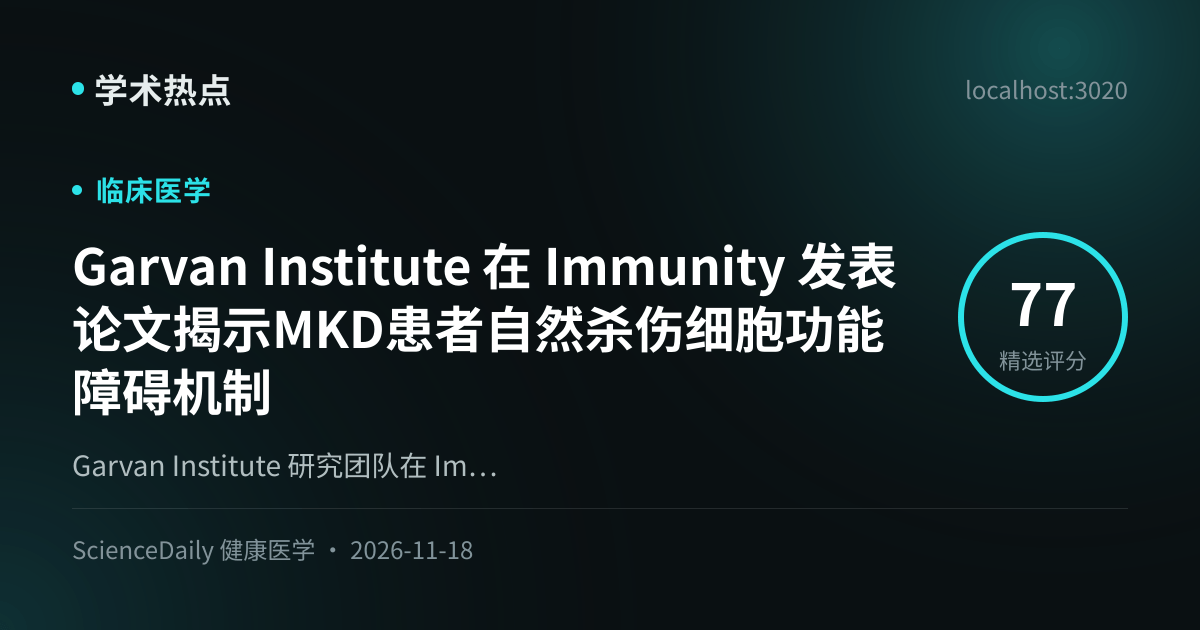 学术热点
localhost:3020
临床医学
Garvan Institute 在 Immunity 发表
论文揭示MKD患者自然杀伤细胞功能
障碍机制
77
精选评分
Garvan Institute 研究团队在 Im…
ScienceDaily 健康医学 · 2026-11-18